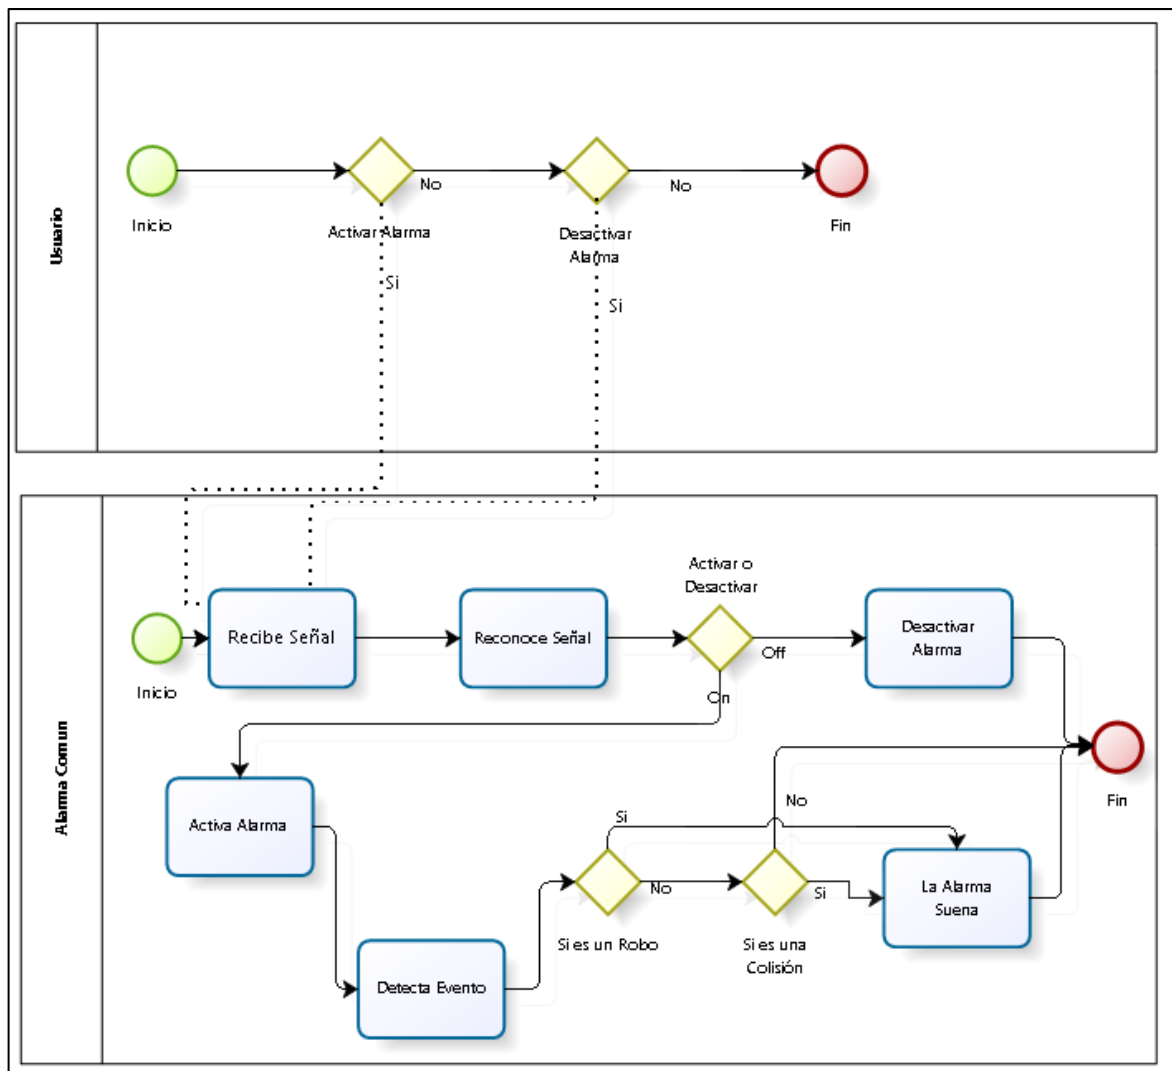 Usuario
Inicio
Activar Alarma
No
Si
Desactivar
Alarma
No
Si
Fin
Alarma Comun
Inicio
Recibe Señal
Reconoce Señal
Activar o
Desactivar
Off
On
Desactivar
Alarma
Fin
Activa Alarma
Detecta Evento
Si es un Robo
Si
No
Si es una
Colisión
No
Si
La Alarma
Suena